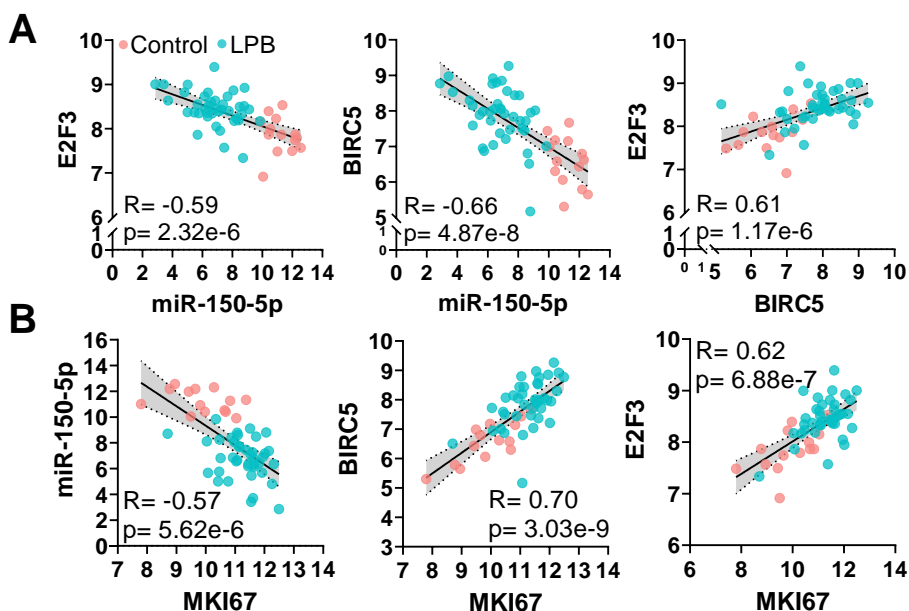 A
Control LPB
E2F3
10
9
8
7
6
1
0
0 2 4 6 8 10 12 14
miR-150-5p
R= -0.59
p= 2.32e-6
BIRC5
10
9
8
7
6
5
1
0
0 2 4 6 8 10 12 14
miR-150-5p
R= -0.66
p= 4.87e-8
E2F3
10
9
8
7
6
1
0
0 1 5 6 7 8 9 10
BIRC5
R= 0.61
p= 1.17e-6
B
miR-150-5p
16
14
12
10
8
6
4
2
0
7 8 9 10 11 12 13 14
MKI67
R= -0.57
p= 5.62e-6
BIRC5
10
9
8
7
6
5
4
3
7 8 9 10 11 12 13 14
MKI67
R= 0.70
p= 3.03e-9
E2F3
10
9
8
7
6
6 8 10 12 14
MKI67
R= 0.62
p= 6.88e-7